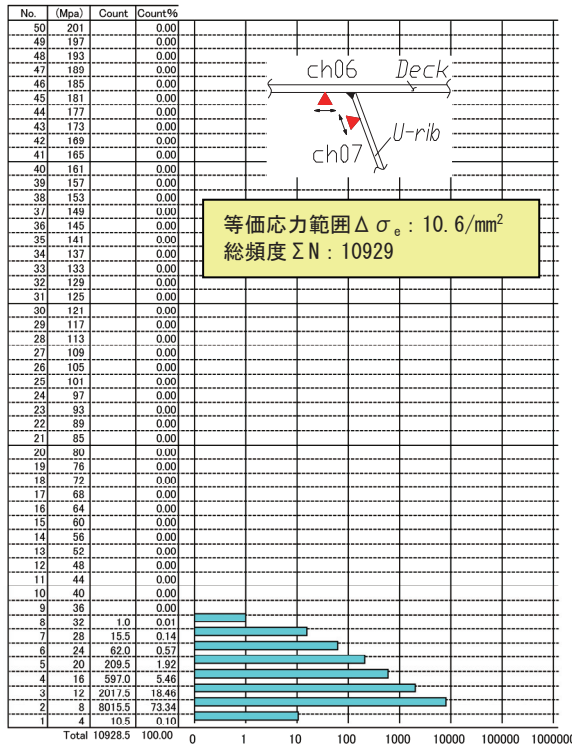 No. (Mpa) Count Count%
50 201 0.00
49 197 0.00
48 193 0.00
47 189 0.00
46 185 0.00
45 181 0.00
44 177 0.00
43 173 0.00
42 169 0.00
41 165 0.00
40 161 0.00
39 157 0.00
38 153 0.00
37 149 0.00
36 145 0.00
35 141 0.00
34 137 0.00
33 133 0.00
32 129 0.00
31 125 0.00
30 121 0.00
29 117 0.00
28 113 0.00
27 109 0.00
26 105 0.00
25 101 0.00
24 97 0.00
23 93 0.00
22 89 0.00
21 85 0.00
20 80 0.00
19 76 0.00
18 72 0.00
17 68 0.00
16 64 0.00
15 60 0.00
14 56 0.00
13 52 0.00
12 48 0.00
11 44 0.00
10 40 0.00
9 36 0.00
8 32 1.0 0.01
7 28 15.5 0.14
6 24 62.0 0.57
5 20 209.5 1.92
4 16 597.0 5.46
3 12 2017.5 18.46
2 8 8015.5 73.34
1 4 10.5 0.10
Total 10928.5 100.00
ch06 Deck
ch07 U-rib
等価応力範囲Δσe：10.6/mm²
総頻度ΣN：10929
0 1 10 100 1000 10000 100000 1000000